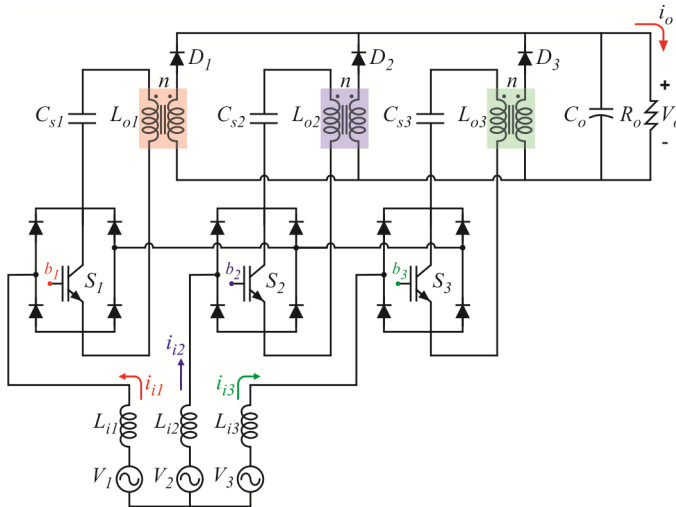 i_o
D_1
D_2
D_3
n
n
n
C_s1
L_o1
C_s2
L_o2
C_s3
L_o3
C_o
R_o
+
V_o
-
b_1
S_1
b_2
S_2
b_3
S_3
i_i1
i_i2
i_i3
L_i1
L_i2
L_i3
V_1
V_2
V_3